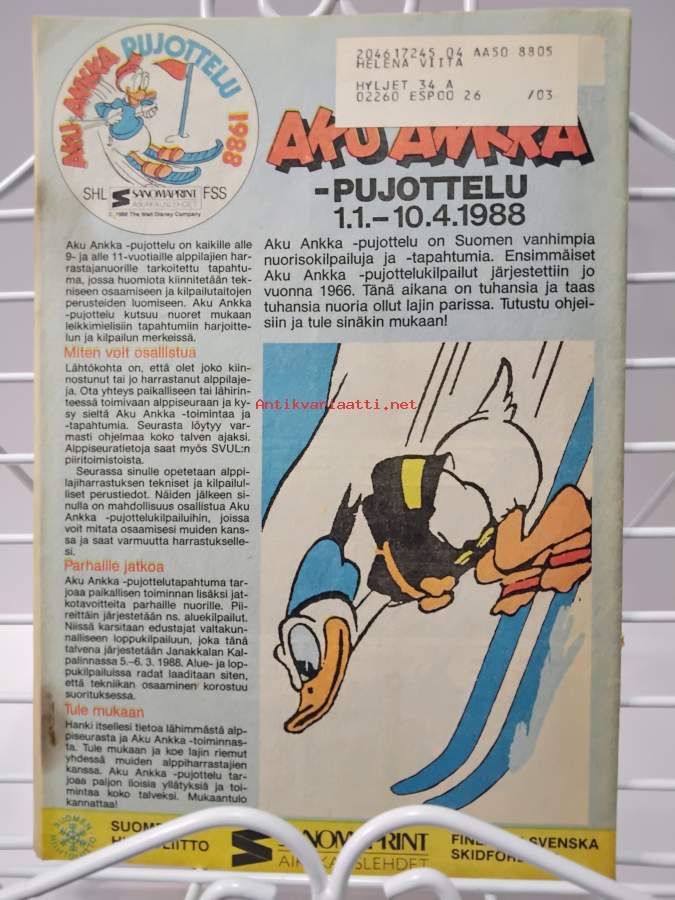 AKU ANKKA PUJOTTELU 1988
SHL SANOMAPRINT FSS
AIKAKAUSLEHDET
© 1988 The Walt Disney Company
204617245 04 AA50 8805
HELENA VIITA
HYLJET 34 A
02260 ESPOO 26 /03
AKU ANKKA
-PUJOTTELU
1.1.–10.4.1988
Aku Ankka -pujottelu on Suomen vanhimpia
nuorisokilpailuja ja -tapahtumia. Ensimmäiset
Aku Ankka -pujottelukilpailut järjestettiin jo
vuonna 1966. Tänä aikana on tuhansia ja taas
tuhansia nuoria ollut lajin parissa. Tutustu ohjei-
siin ja tule sinäkin mukaan!
Aku Ankka -pujottelu on kaikille alle
9- ja alle 11-vuotiaille alppilajien har-
rastajanuorille tarkoitettu tapahtu-
ma, jossa huomiota kiinnitetään tek-
niseen osaamiseen ja kilpailutaitojen
perusteiden luomiseen. Aku Ankka
-pujottelu kutsuu nuoret mukaan
leikkimielisiin tapahtumiin harjoitte-
lun ja kilpailun merkeissä.
Miten voit osallistua
Lähtökohta on, että olet joko kiin-
nostunut tai jo harrastanut alppilaje-
ja. Ota yhteys paikalliseen tai lähirin-
teessä toimivaan alppiseuraan ja ky-
sy sieltä Aku Ankka -toimintaa ja
-tapahtumia. Seurasta löytyy var-
masti ohjelmaa koko talven ajaksi.
Alppiseuratietoja saat myös SVUL:n
piiritoimistoista.
Seurassa sinulle opetetaan alppi-
lajiharrastuksen tekniset ja kilpailul-
liset perustiedot. Näiden jälkeen si-
nulla on mahdollisuus osallistua Aku
Ankka -pujottelukilpailuihin, joissa
voit mitata osaamisesi muiden kans-
sa ja saat varmuutta harrastukselle-
si.
Parhaille jatkoa
Aku Ankka -pujottelutapahtuma tar-
joaa paikallisen toiminnan lisäksi jat-
kotavoitteita parhaille nuorille. Pii-
reittäin järjestetään ns. aluekilpailut.
Niissä karsitaan edustajat valtakun-
nalliseen loppukilpailuun, joka tänä
talvena järjestetään Janakkalan Kal-
palinnassa 5.–6. 3. 1988. Alue- ja lop-
pukilpailuissa radat laaditaan siten,
että tekniikan osaaminen korostuu
suorituksessa.
Tule mukaan
Hanki itsellesi tietoa lähimmästä alp-
piseurasta ja Aku Ankka -toiminnas-
ta. Tule mukaan ja koe lajin riemut
yhdessä muiden alppiharrastajien
kanssa. Aku Ankka -pujottelu tar-
joaa paljon iloisia yllätyksiä ja toi-
mintaa koko talveksi. Mukaantulo
kannattaa!
Antikvariaatti.net
SANOMAPRINT